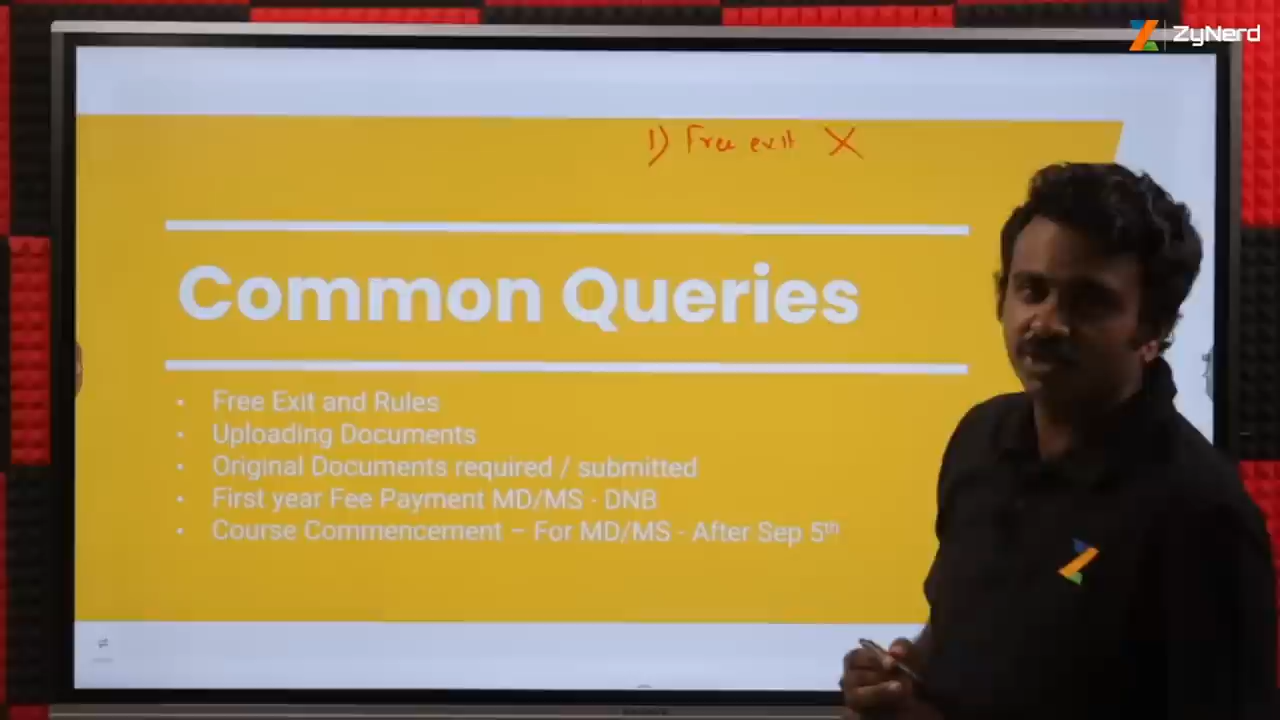 ZyNerd
1) Free exit X
Common Queries
• Free Exit and Rules
• Uploading Documents
• Original Documents required / submitted
• First year Fee Payment MD/MS - DNB
• Course Commencement – For MD/MS - After Sep 5th